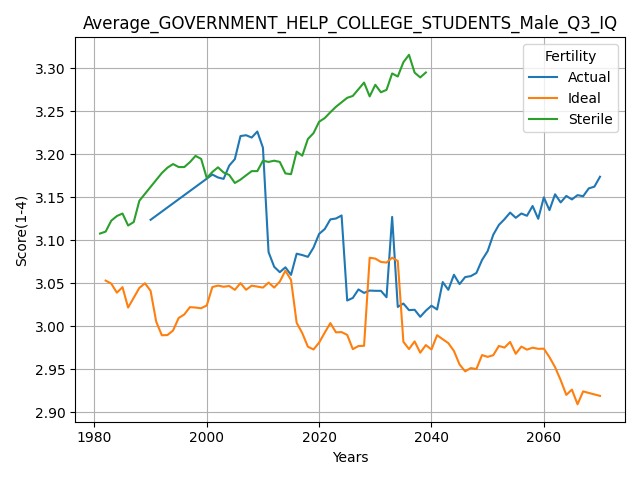 Average_GOVERNMENT_HELP_COLLEGE_STUDENTS_Male_Q3_IQ
Fertility
Actual
Ideal
Sterile
Score(1-4)
3.30
3.25
3.20
3.15
3.10
3.05
3.00
2.95
2.90
1980 2000 2020 2040 2060
Years